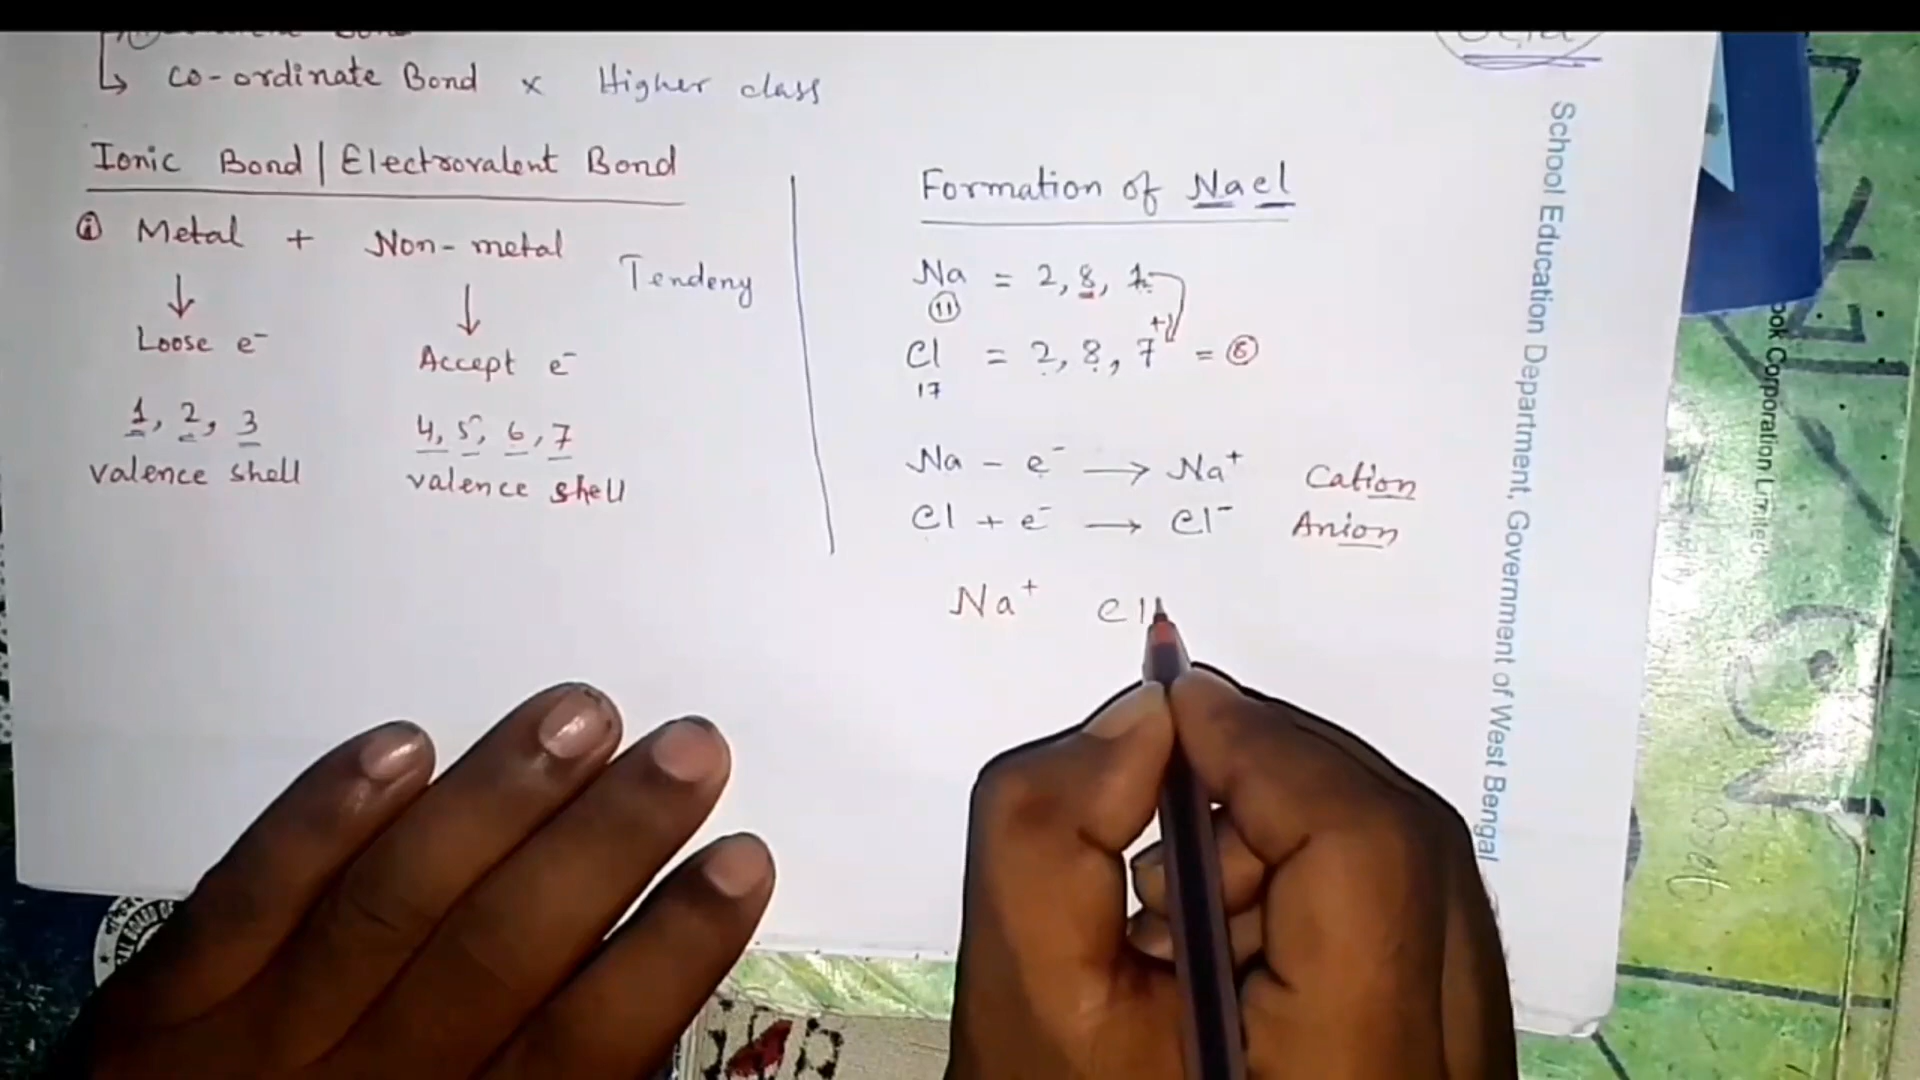 Bond
↳ co-ordinate Bond × Higher class
Ionic Bond | Electrovalent Bond
ⓘ Metal + Non-metal
Tendeny
↓ ↓
Loose e⁻
Accept e⁻
1, 2, 3
4, 5, 6, 7
valence shell
valence shell
Formation of Nacl
Na = 2, 8, 1
11
+1
Cl = 2, 8, 7 = 8
17
Na - e⁻ → Na⁺ Cation
Cl + e⁻ → Cl⁻ Anion
Na⁺ Cl
School Education Department, Government of West Bengal
ook Corporation Limited